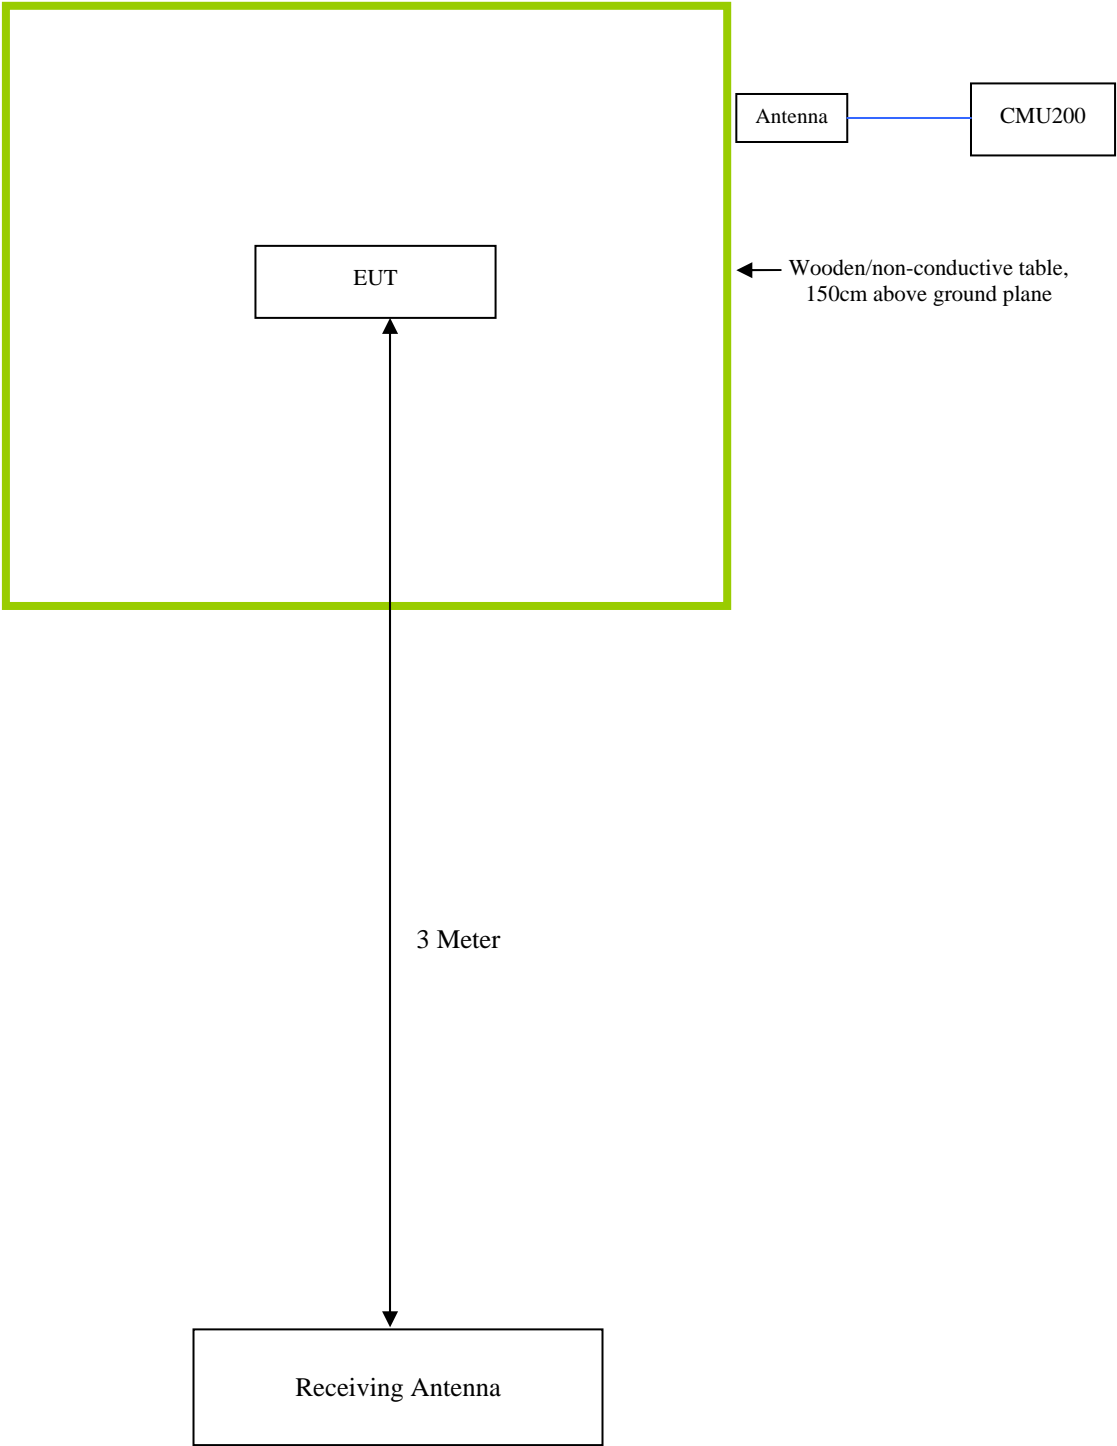 Antenna
CMU200
EUT
Wooden/non-conductive table,
150cm above ground plane
3 Meter
Receiving Antenna